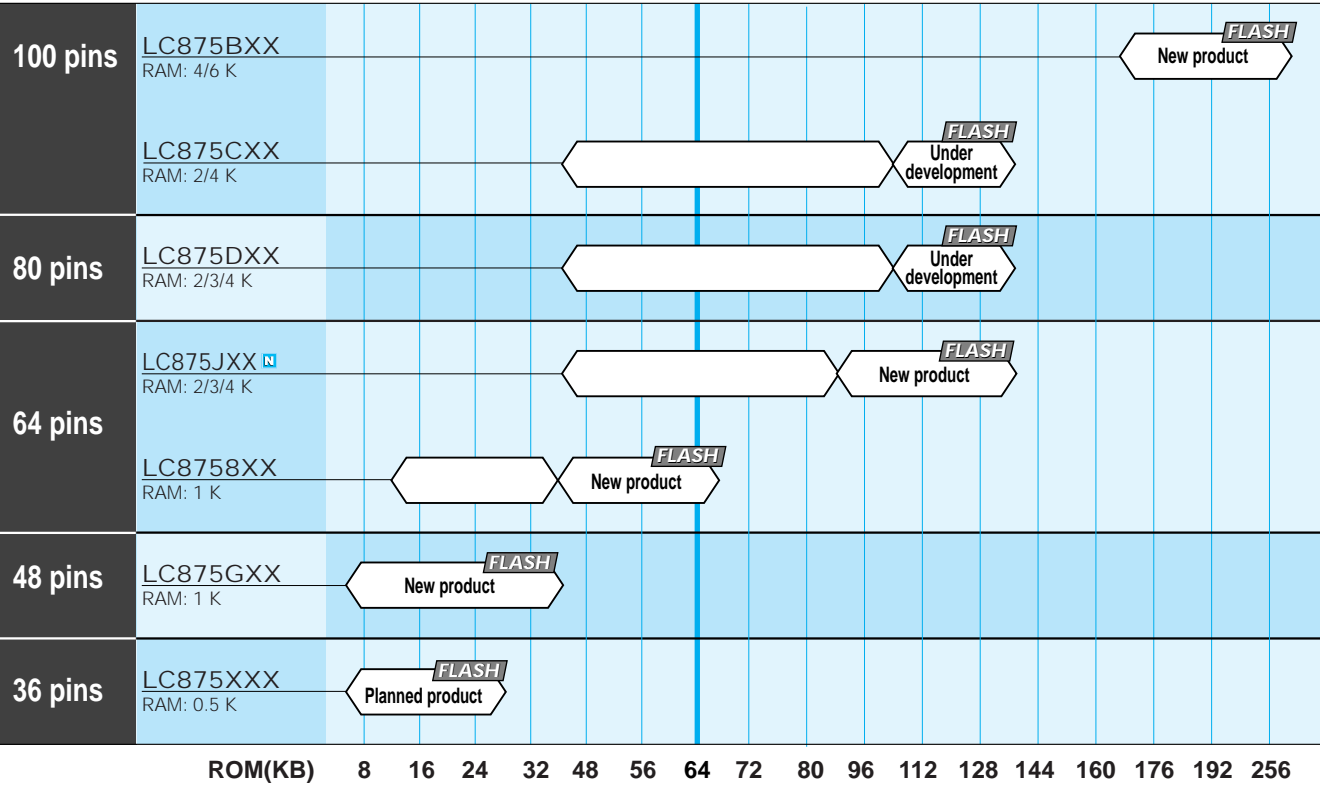 100 pins
LC875BXX
RAM: 4/6 K
FLASH
New product
LC875CXX
RAM: 2/4 K
FLASH
Under
development
80 pins
LC875DXX
RAM: 2/3/4 K
FLASH
Under
development
64 pins
LC875JXX N
RAM: 2/3/4 K
FLASH
New product
LC8758XX
RAM: 1 K
FLASH
New product
48 pins
LC875GXX
RAM: 1 K
FLASH
New product
36 pins
LC875XXX
RAM: 0.5 K
FLASH
Planned product
ROM(KB) 8 16 24 32 48 56 64 72 80 96 112 128 144 160 176 192 256